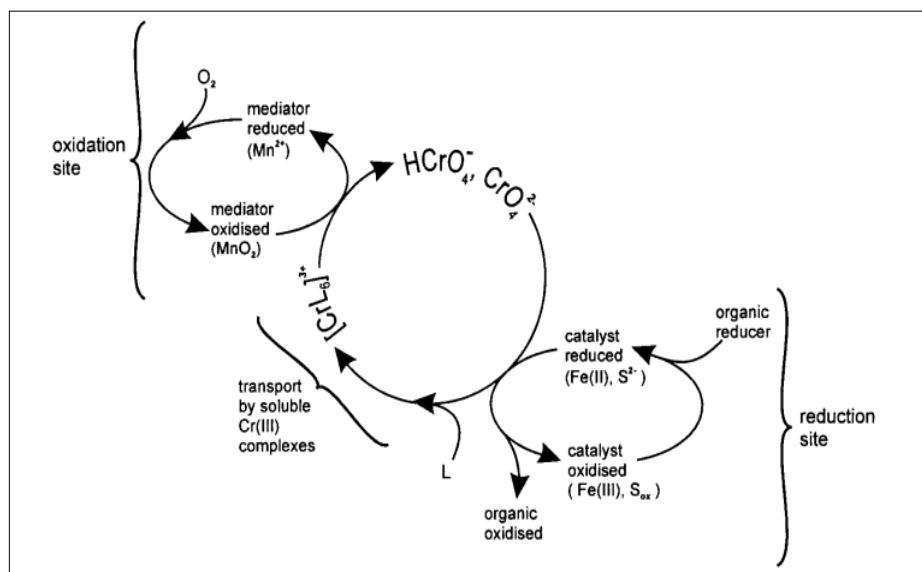 O₂
mediator
reduced
(Mn²⁺)
oxidation
site
mediator
oxidised
(MnO₂)
HCrO₄⁻, CrO₄²⁻
[CrL₆]³⁺
transport
by soluble
Cr(III)
complexes
L
catalyst
reduced
(Fe(II), S²⁻)
organic
reducer
reduction
site
catalyst
oxidised
( Fe(III), Sₒₓ )
organic
oxidised